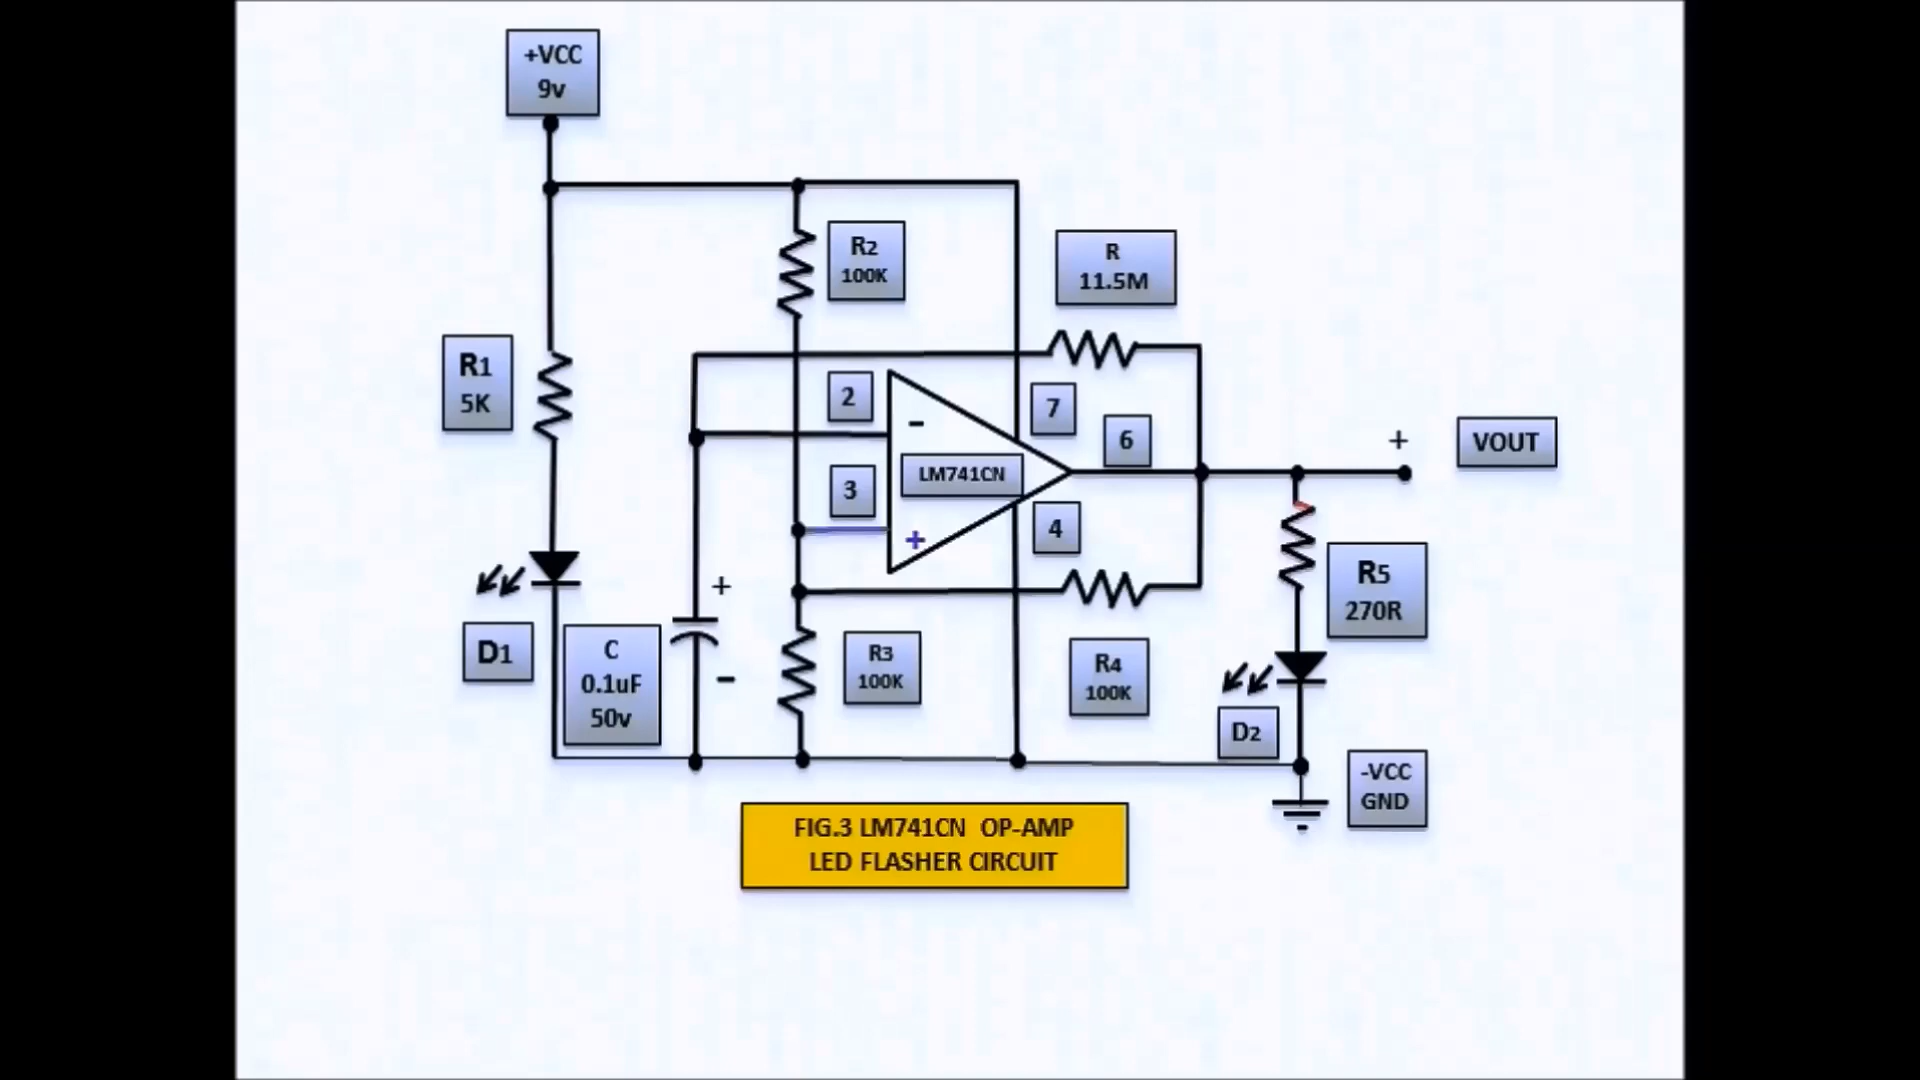 +VCC
9v
R2
100K
R
11.5M
R1
5K
2
7
-
6
+
VOUT
3
LM741CN
4
+
+
R5
270R
D1
C
0.1uF
50v
-
R3
100K
R4
100K
D2
-VCC
GND
FIG.3 LM741CN OP-AMP
LED FLASHER CIRCUIT